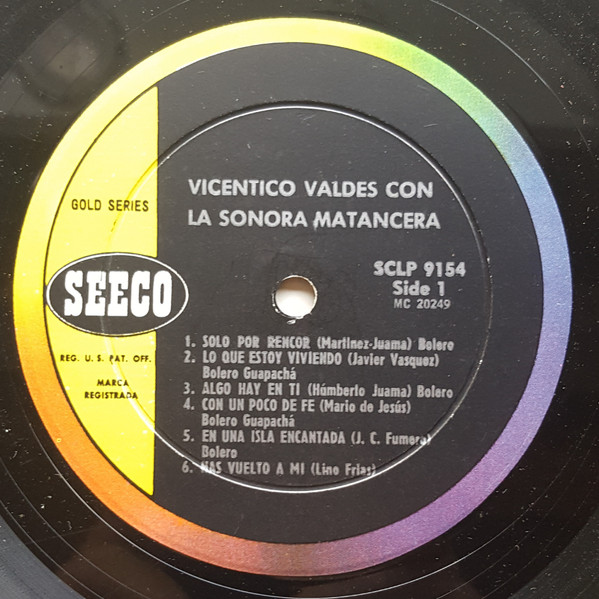 VICENTICO VALDES CON
LA SONORA MATANCERA
GOLD SERIES
SEECO
REG. U. S. PAT. OFF.
MARCA
REGISTRADA
SCLP 9154
Side 1
MC 20249
1. SOLO POR RENCOR (Martinez-Juama) Bolero
2. LO QUE ESTOY VIVIENDO (Javier Vasquez)
Bolero Guapachá
3. ALGO HAY EN TI (Húmberlo Juama) Bolero
4. CON UN POCO DE FE (Mario de Jesús)
Bolero Guapachá
5. EN UNA ISLA ENCANTADA (J. C. Fumero)
Bolero
6. HAS VUELTO A MI (Lino Frias)